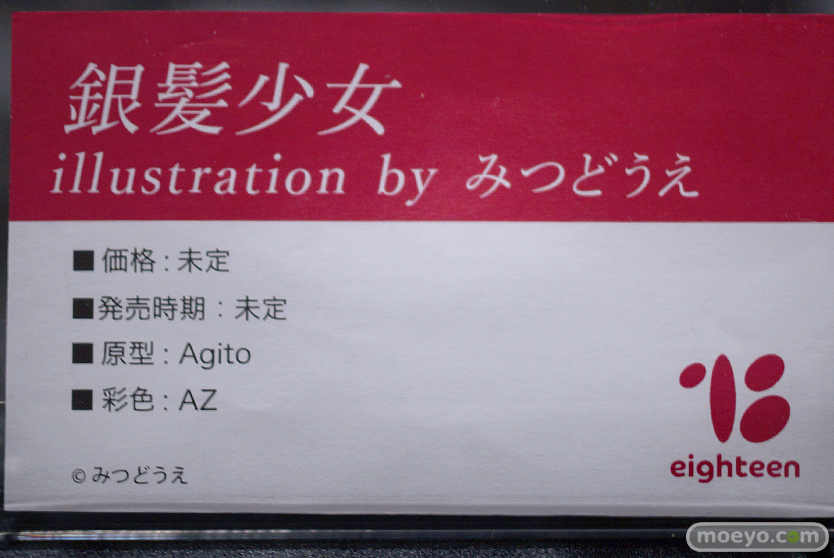 銀髪少女
illustration by みつどうえ
■価格：未定
■発売時期：未定
■原型：Agito
■彩色：AZ
©みつどうえ
eighteen
moeyo.com